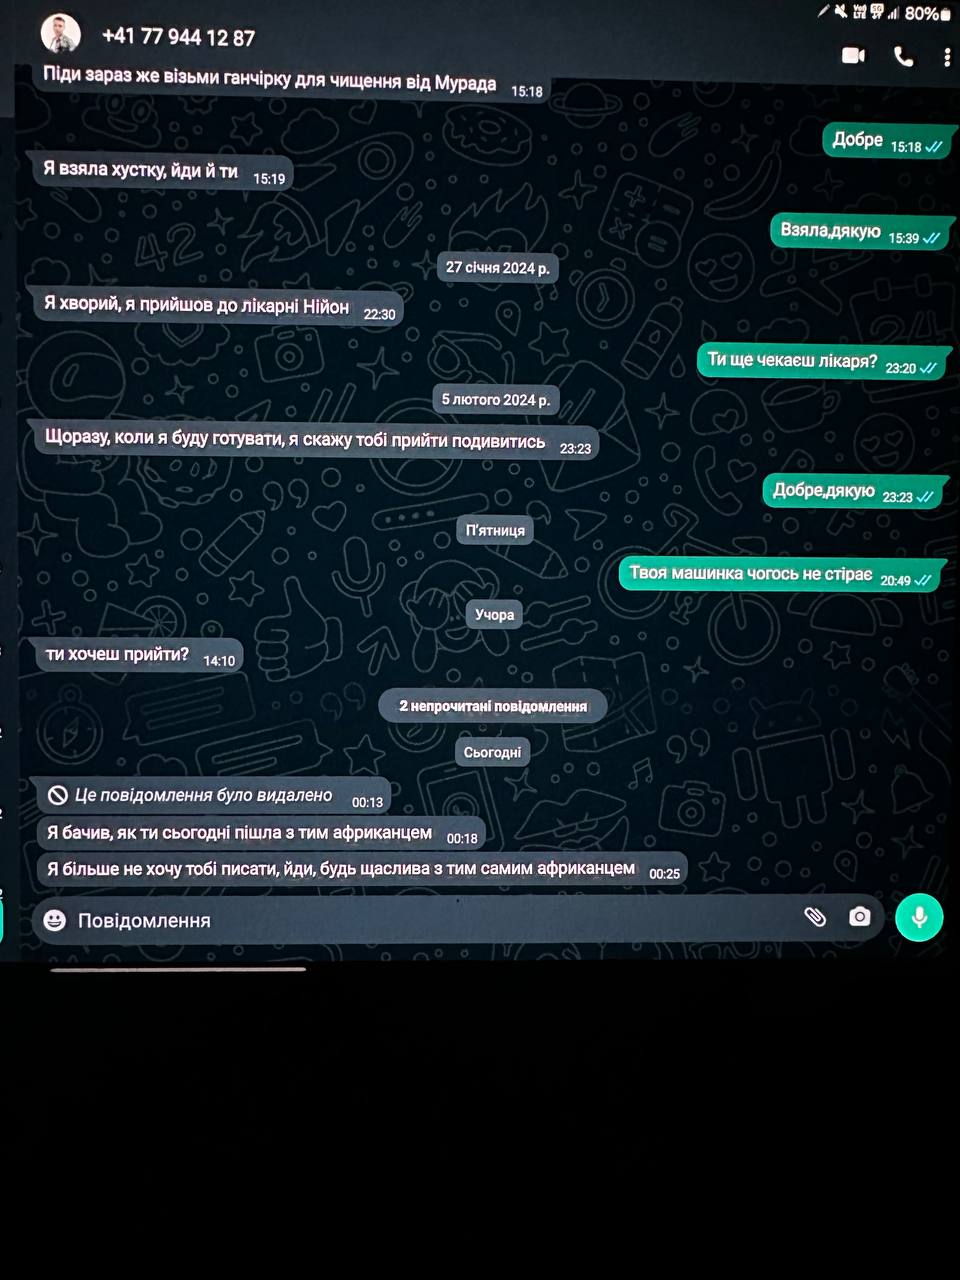 80%
+41 77 944 12 87
Піди зараз же візьми ганчірку для чищення від Мурада 15:18
Добре 15:18
Я взяла хустку, йди й ти 15:19
Взяла,дякую 15:39
27 січня 2024 р.
Я хворий, я прийшов до лікарні Нійон 22:30
Ти ще чекаєш лікаря? 23:20
5 лютого 2024 р.
Щоразу, коли я буду готувати, я скажу тобі прийти подивитись 23:23
Добре,дякую 23:23
П'ятниця
Твоя машинка чогось не стірає 20:49
Учора
ти хочеш прийти? 14:10
2 непрочитані повідомлення
Сьогодні
Це повідомлення було видалено 00:13
Я бачив, як ти сьогодні пішла з тим африканцем 00:18
Я більше не хочу тобі писати, йди, будь щаслива з тим самим африканцем 00:25
Повідомлення